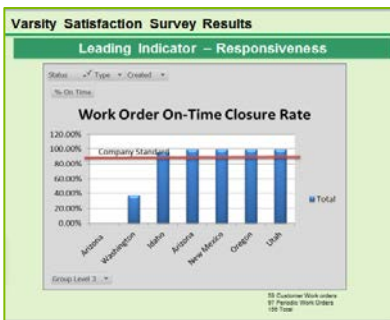 Varsity Satisfaction Survey Results
Leading Indicator – Responsiveness
Status Type Created
% On Time
Work Order On-Time Closure Rate
120.00%
100.00%
80.00%
60.00%
40.00%
20.00%
0.00%
Company Standard
Total
Arizona
Washington
Idaho
Arizona
New Mexico
Oregon
Utah
Group Level 3
Customer Work orders
97 Periodic Work Orders
Total